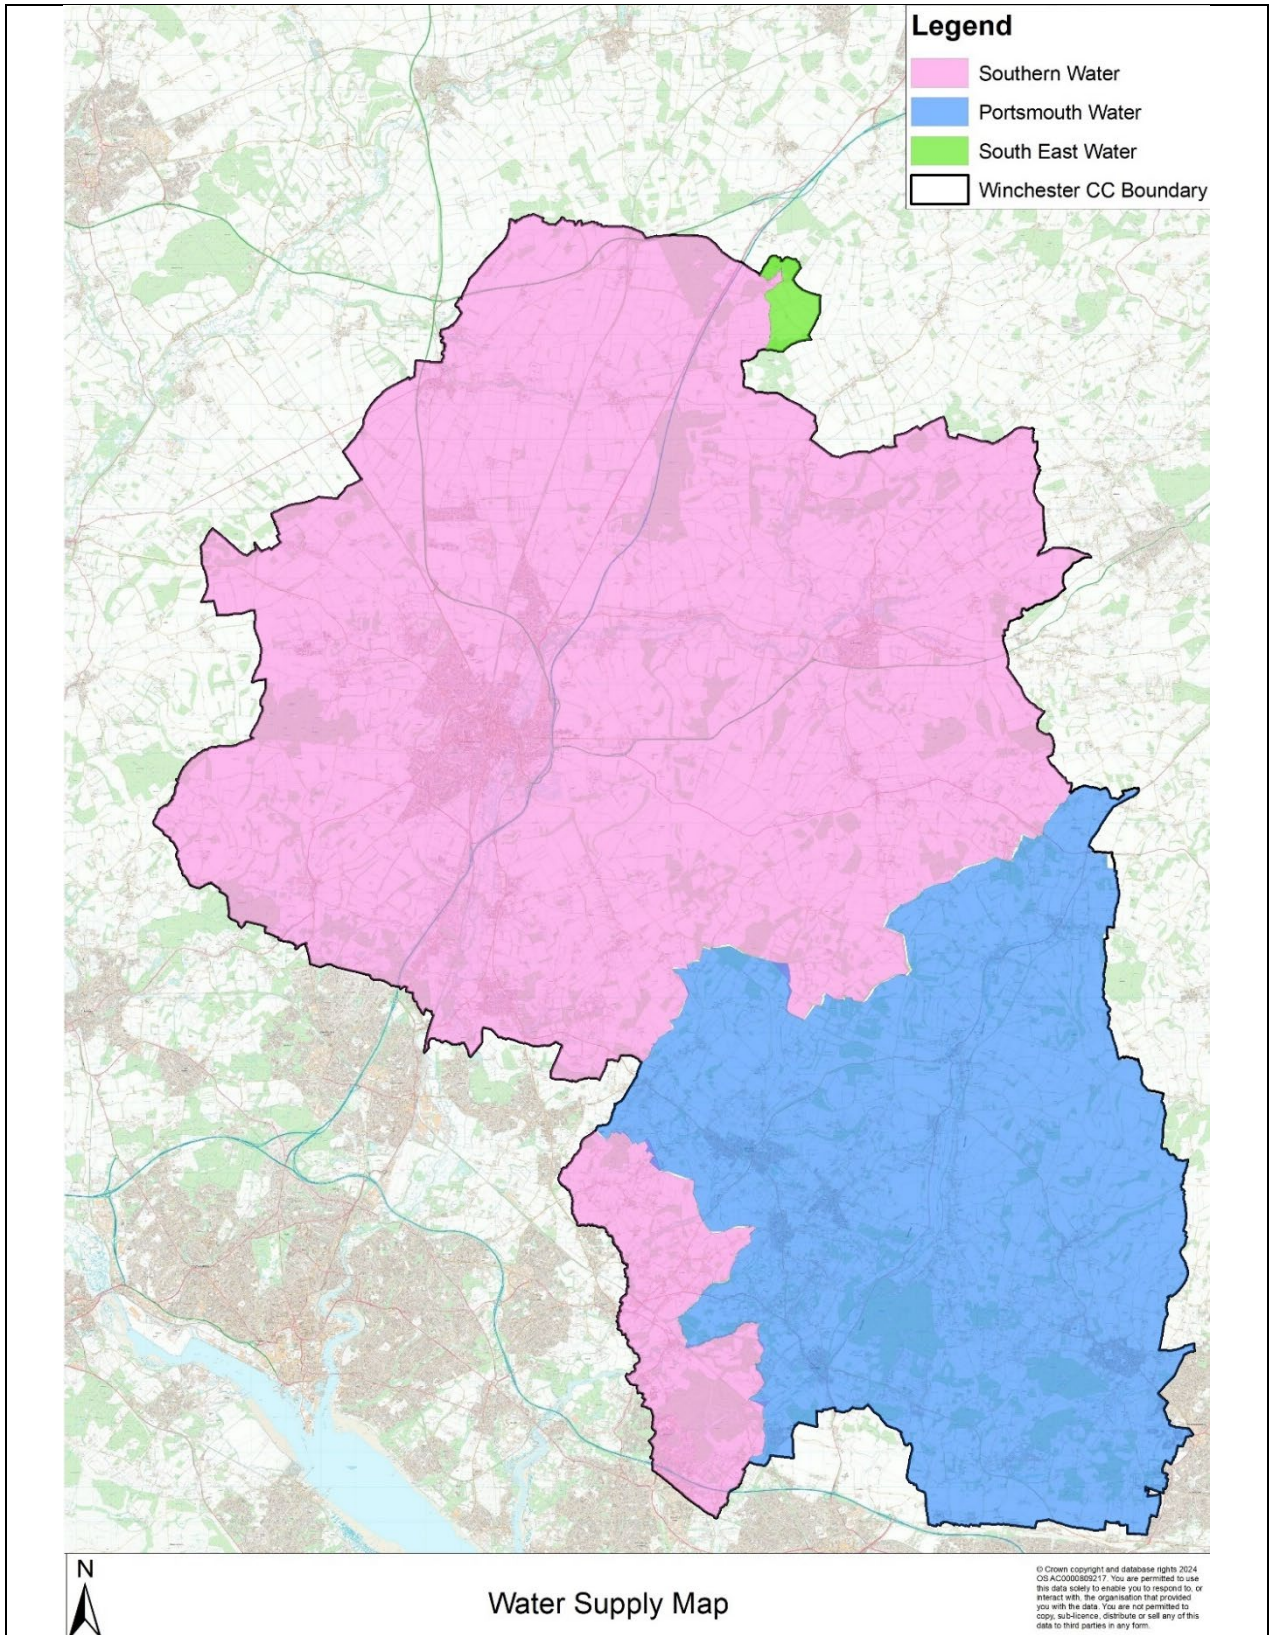 Legend
Southern Water
Portsmouth Water
South East Water
Winchester CC Boundary
N
Water Supply Map
© Crown copyright and database rights 2024
OS AC0000809217. You are permitted to use
this data solely to enable you to respond to, or
interact with, the organisation that provided
you with the data. You are not permitted to
copy, sub-licence, distribute or sell any of this
data to third parties in any form.